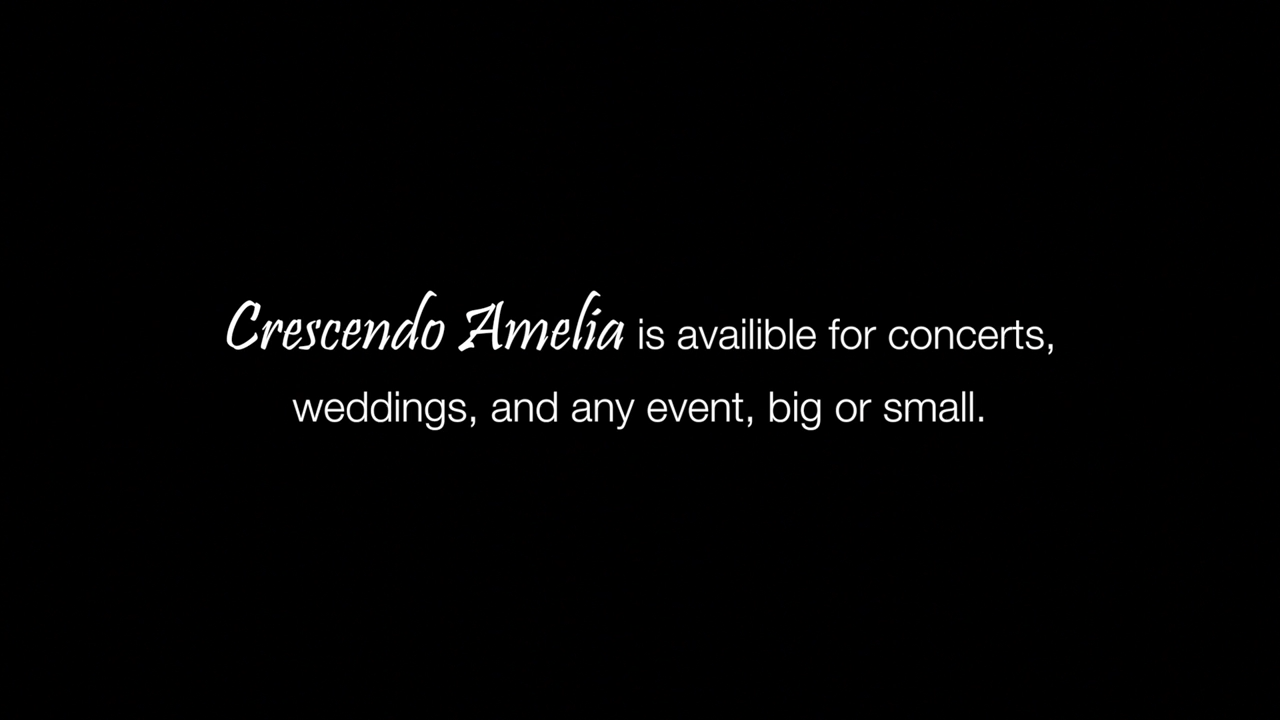 Crescendo Amelia is availible for concerts,
weddings, and any event, big or small.